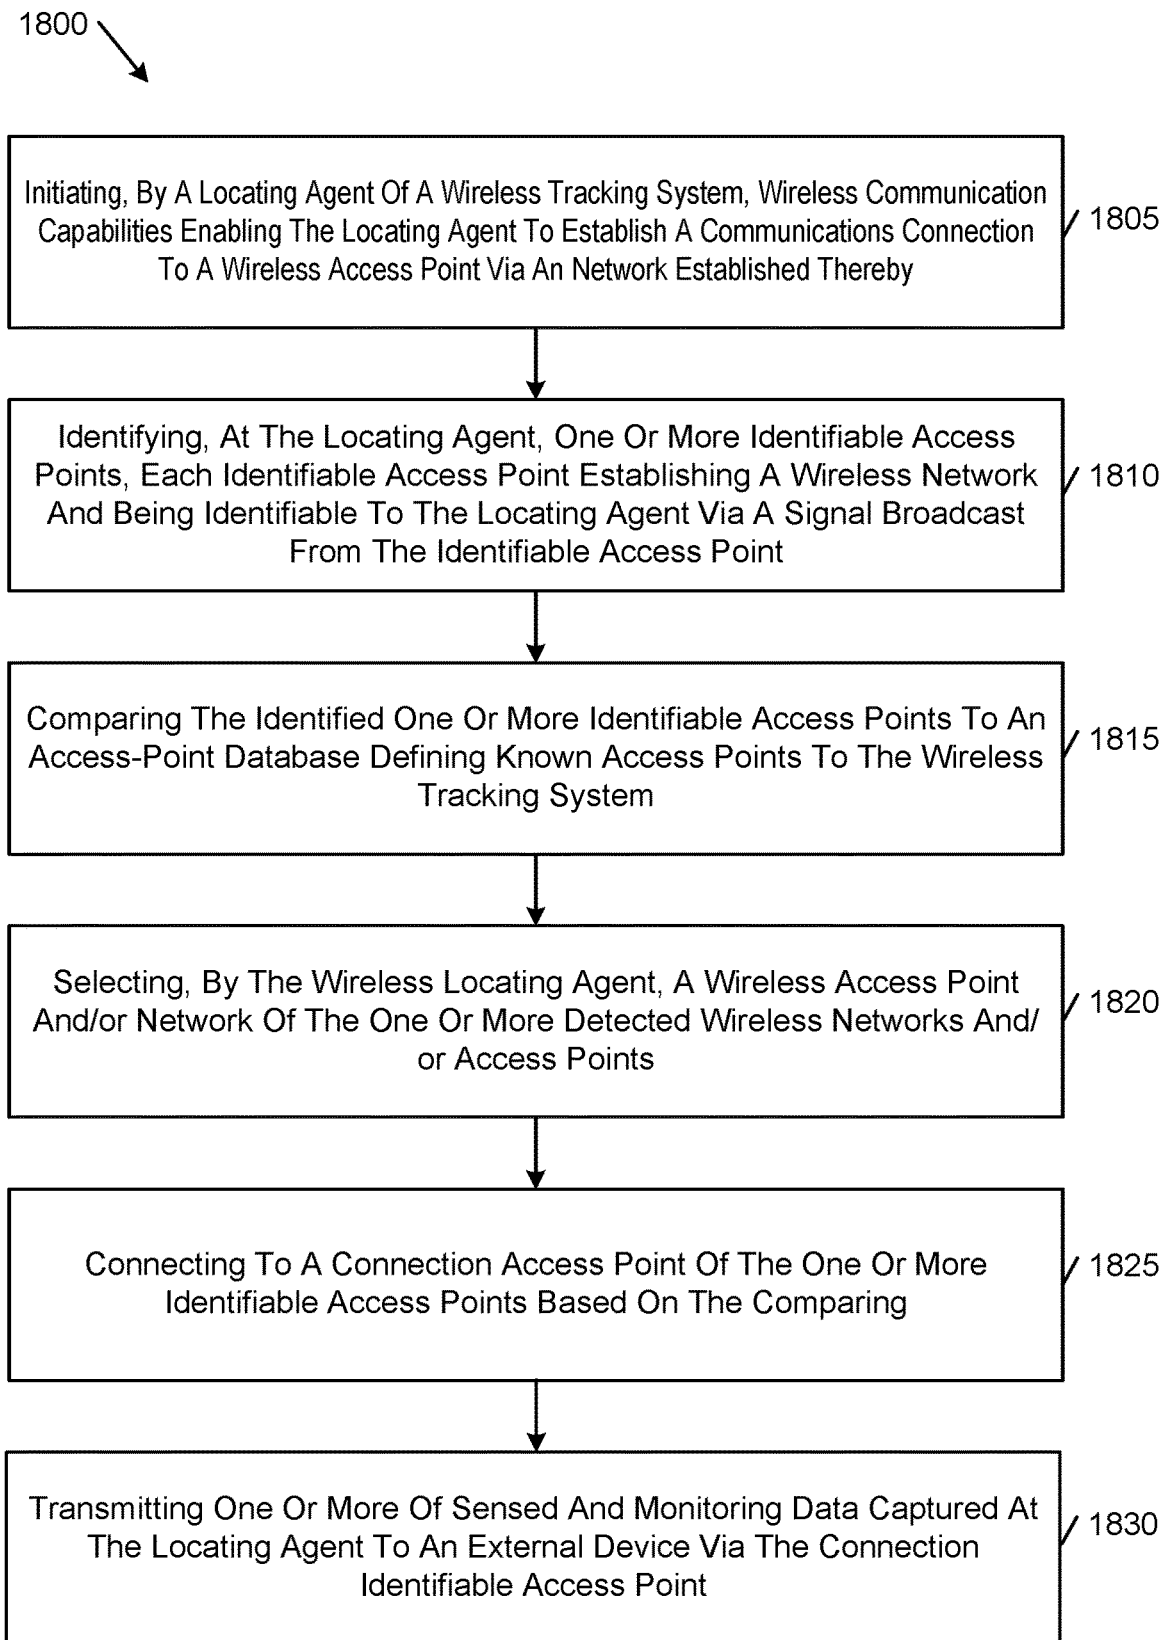 1800
Initiating, By A Locating Agent Of A Wireless Tracking System, Wireless Communication
Capabilities Enabling The Locating Agent To Establish A Communications Connection
To A Wireless Access Point Via An Network Established Thereby
1805
Identifying, At The Locating Agent, One Or More Identifiable Access
Points, Each Identifiable Access Point Establishing A Wireless Network
And Being Identifiable To The Locating Agent Via A Signal Broadcast
From The Identifiable Access Point
1810
Comparing The Identified One Or More Identifiable Access Points To An
Access-Point Database Defining Known Access Points To The Wireless
Tracking System
1815
Selecting, By The Wireless Locating Agent, A Wireless Access Point
And/or Network Of The One Or More Detected Wireless Networks And/
or Access Points
1820
Connecting To A Connection Access Point Of The One Or More
Identifiable Access Points Based On The Comparing
1825
Transmitting One Or More Of Sensed And Monitoring Data Captured At
The Locating Agent To An External Device Via The Connection
Identifiable Access Point
1830